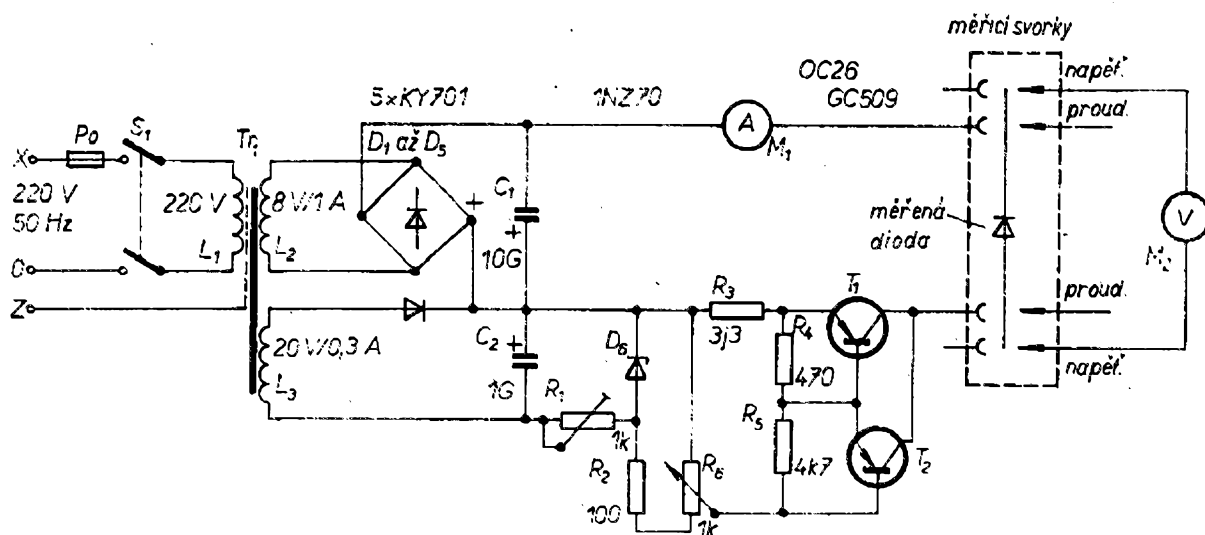 měřicí svorky
OC26
GC509
5×KY701
1NZ70
napěť.
proud.
Po
S₁
Tr₁
D₁ až D₅
A
M₁
X
220 V
50 Hz
220 V
8 V/1 A
L₁
L₂
+
C₁
+
10G
měřená
dioda
V
M₂
0
Z
R₃
3j3
T₁
proud.
20 V/0,3 A
L₃
C₂
+
1G
D₆
R₄
470
napěť.
R₁
1k
R₅
4k7
T₂
R₂
100
R₆
1k